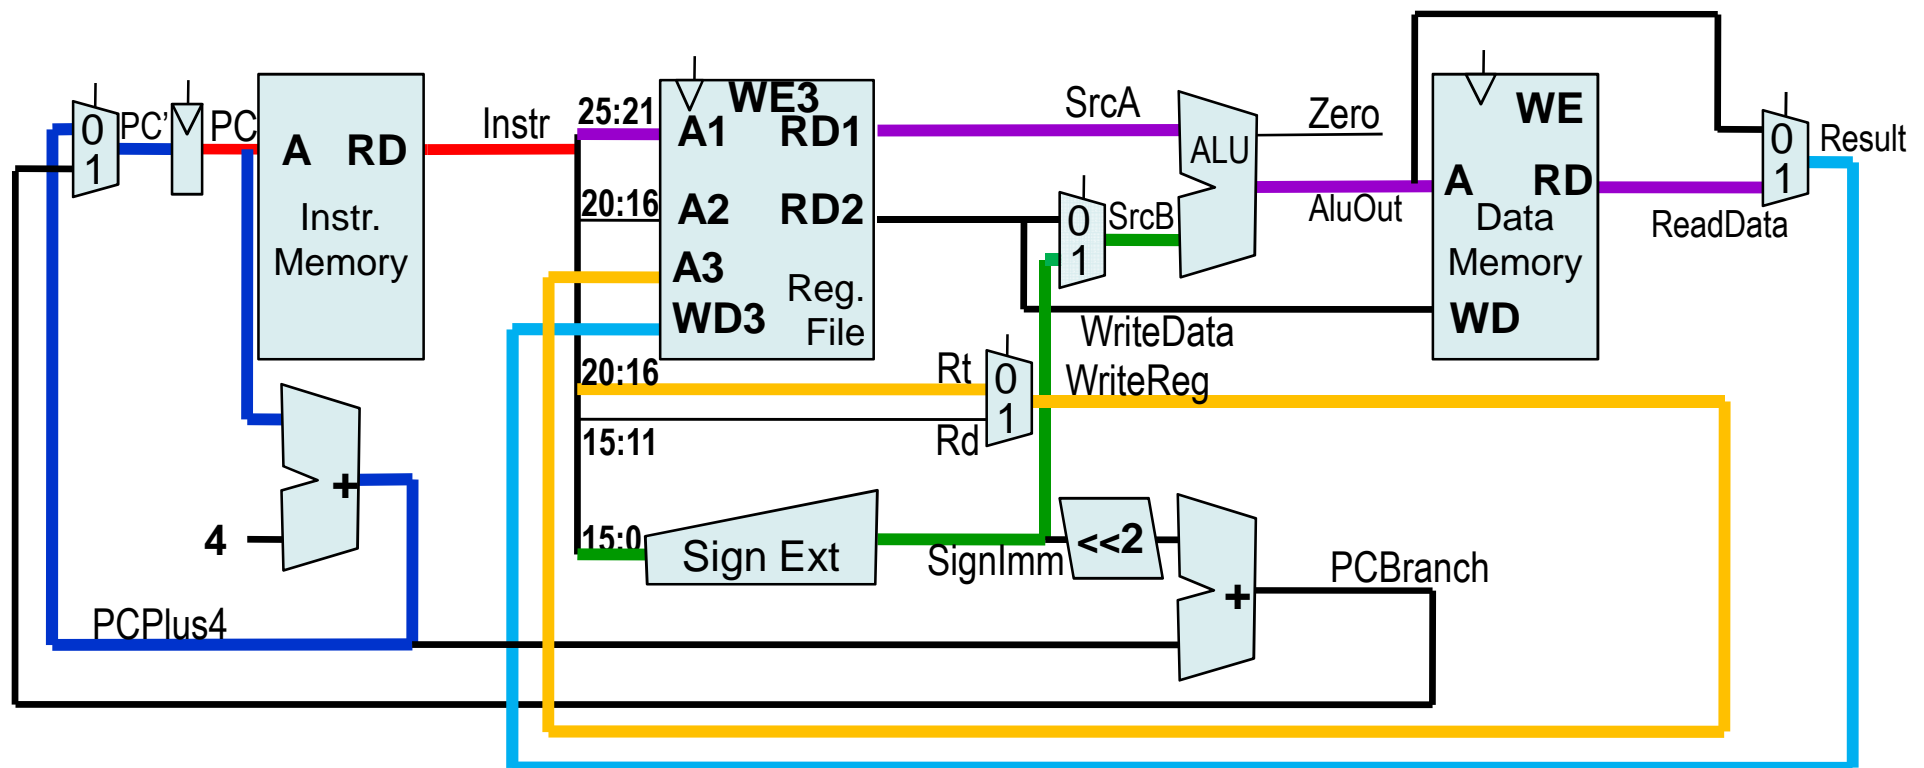 0
1
PC'
PC
A RD
Instr.
Memory
Instr
25:21
20:16
20:16
15:11
15:0
WE3
A1 RD1
A2 RD2
A3
WD3
Reg.
File
SrcA
0
1
SrcB
ALU
Zero
AluOut
WE
A RD
Data
Memory
WD
ReadData
0
1
Result
WriteData
Rt
Rd
0
1
WriteReg
4
+
PCPlus4
Sign Ext
SignImm
<<2
+
PCBranch